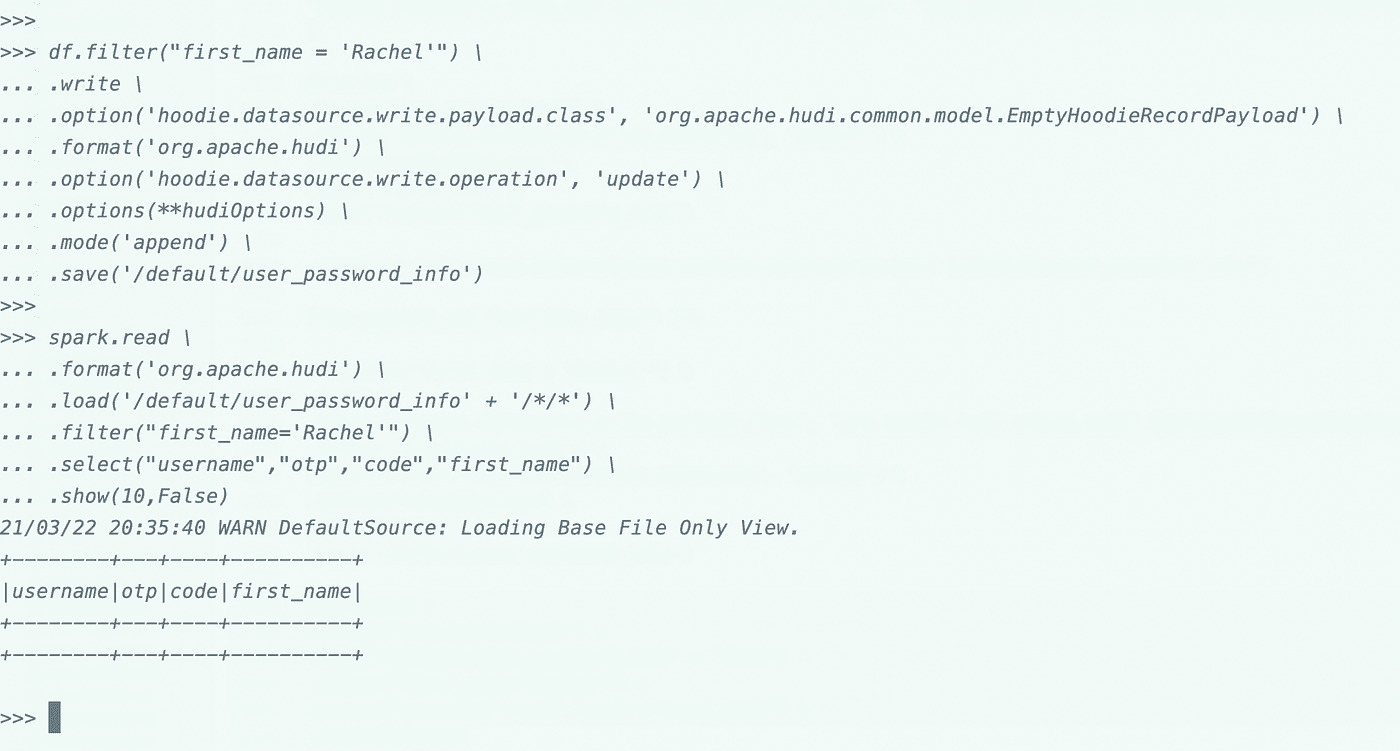 >>>
>>> df.filter("first_name = 'Rachel'") \
... .write \
... .option('hoodie.datasource.write.payload.class', 'org.apache.hudi.common.model.EmptyHoodieRecordPayload') \
... .format('org.apache.hudi') \
... .option('hoodie.datasource.write.operation', 'update') \
... .options(**hudiOptions) \
... .mode('append') \
... .save('/default/user_password_info')
>>>
>>> spark.read \
... .format('org.apache.hudi') \
... .load('/default/user_password_info' + '/*/*') \
... .filter("first_name='Rachel'") \
... .select("username","otp","code","first_name") \
... .show(10,False)
21/03/22 20:35:40 WARN DefaultSource: Loading Base File Only View.
+--------+---+----+----------+
|username|otp|code|first_name|
+--------+---+----+----------+
+--------+---+----+----------+
>>>